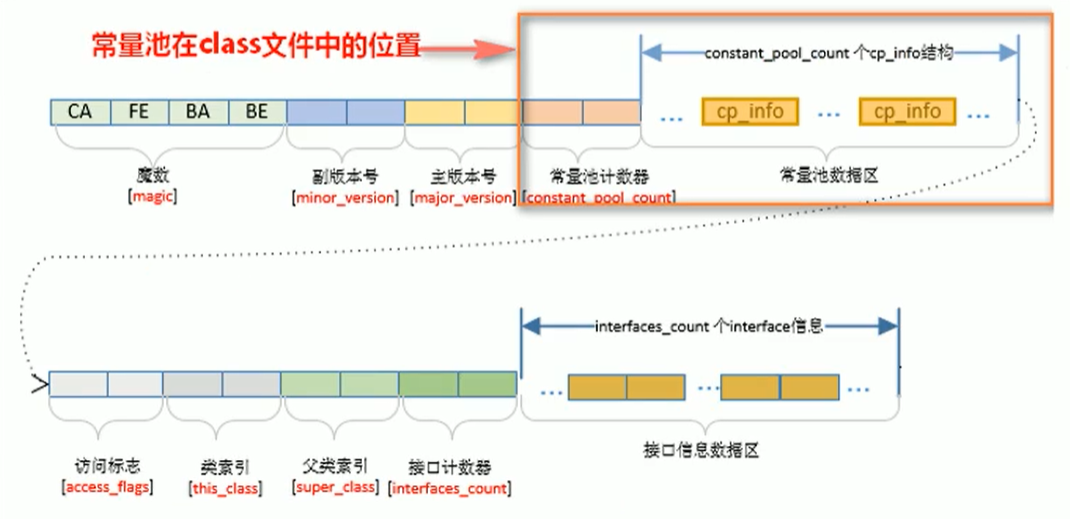 常量池在class文件中的位置
constant_pool_count 个cp_info结构
CA FE BA BE
... cp_info ... cp_info ...
魔数
[magic]
副版本号
[minor_version]
主版本号
[major_version]
常量池计数器
[constant_pool_count]
常量池数据区
interfaces_count 个interface信息
... ... ...
访问标志
[access_flags]
类索引
[this_class]
父类索引
[super_class]
接口计数器
[interfaces_count]
接口信息数据区